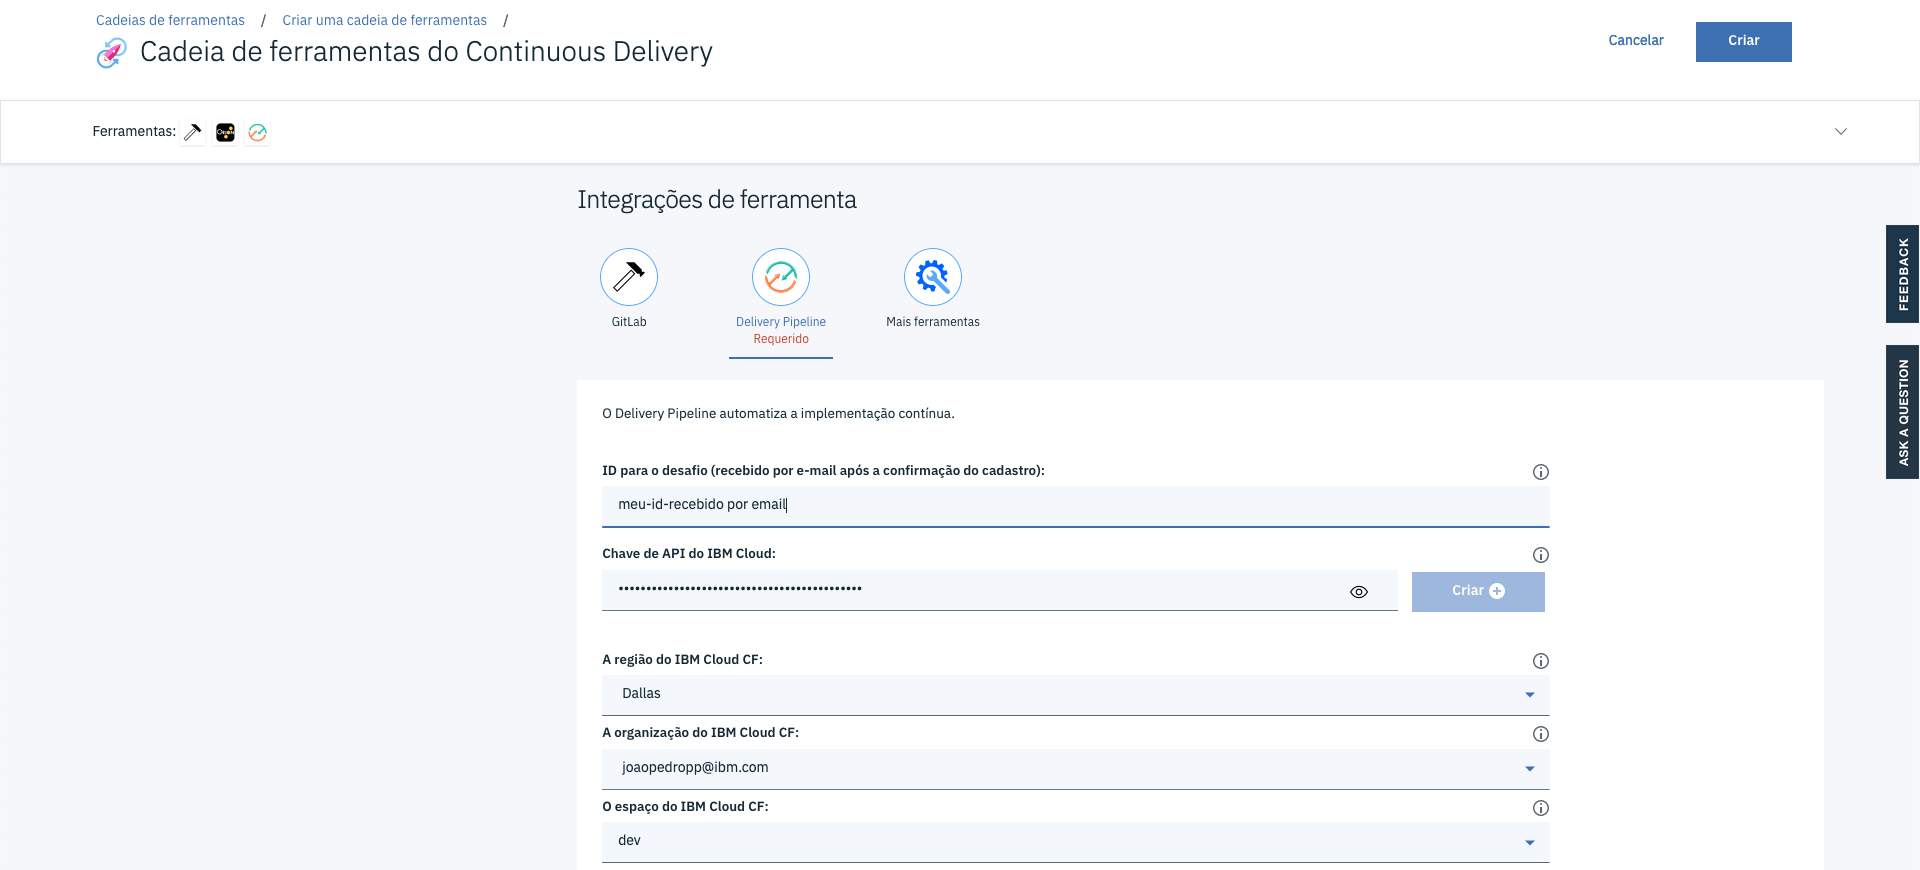 Cadeias de ferramentas / Criar uma cadeia de ferramentas /
Cadeia de ferramentas do Continuous Delivery
Cancelar
Criar
Ferramentas:
Integrações de ferramenta
GitLab
Delivery Pipeline
Requerido
Mais ferramentas
FEEDBACK
ASK A QUESTION
O Delivery Pipeline automatiza a implementação contínua.
ID para o desafio (recebido por e-mail após a confirmação do cadastro):
meu-id-recebido por email
Chave de API do IBM Cloud:
••••••••••••••••••••••••••••••••••••••••••••
Criar
A região do IBM Cloud CF:
Dallas
A organização do IBM Cloud CF:
joaopedropp@ibm.com
O espaço do IBM Cloud CF:
dev